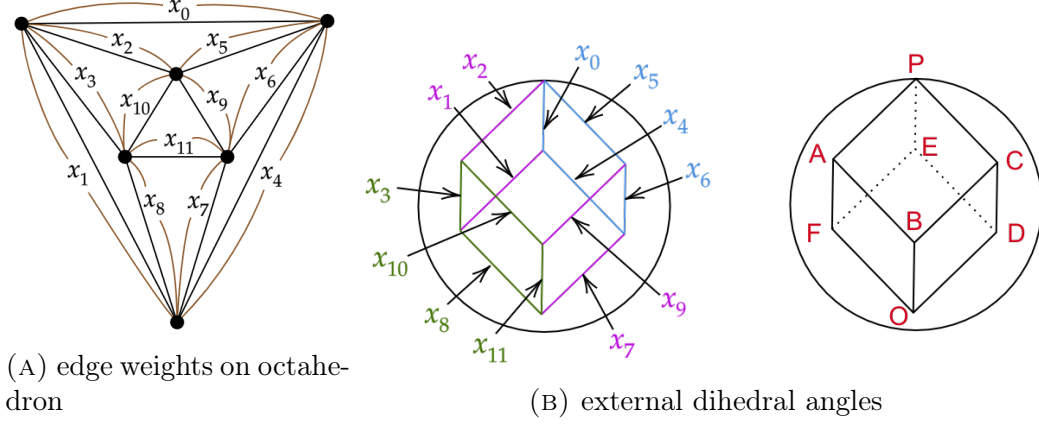 x₀
x₂
x₅
x₃
x₆
x₁₀
x₉
x₁₁
x₁
x₄
x₈
x₇
(A) edge weights on octahe-
dron
x₀
x₂
x₅
x₁
x₄
x₃
x₆
x₁₀
x₉
x₈
x₁₁
x₇
P
A
E
C
F
B
D
O
(B) external dihedral angles